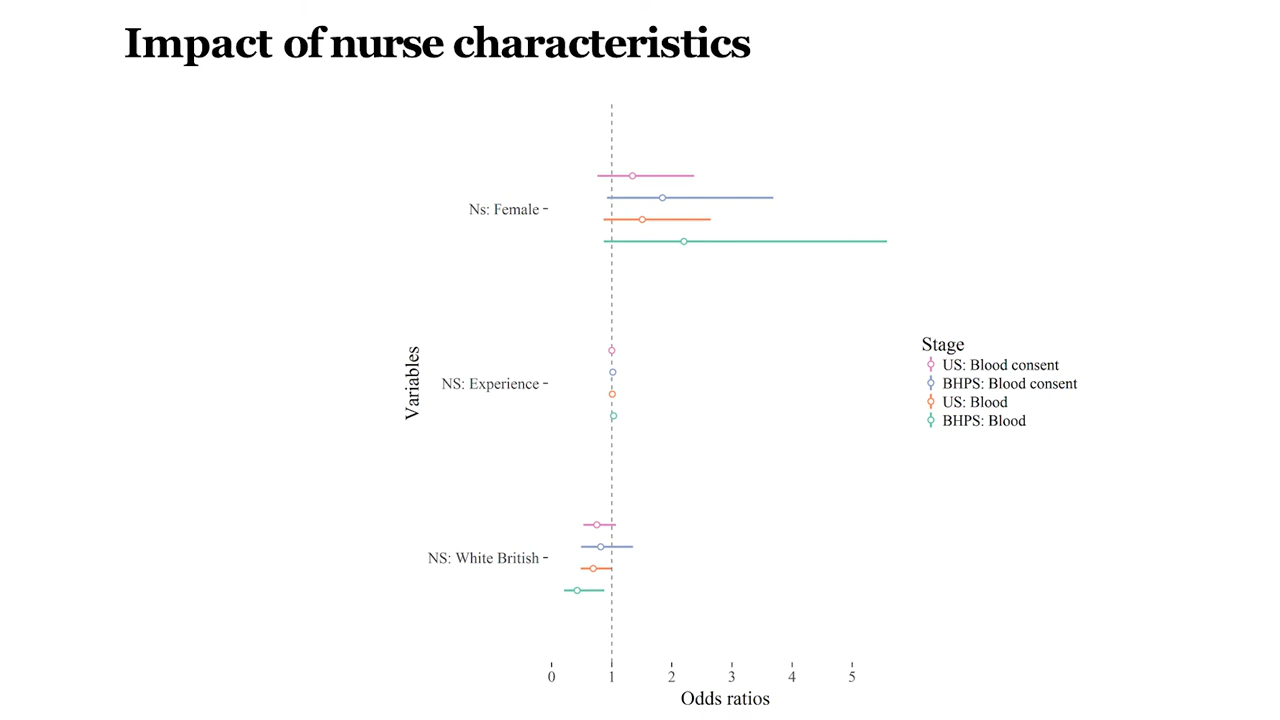 Impact of nurse characteristics
Ns: Female
NS: Experience
NS: White British
Variables
0 1 2 3 4 5
Odds ratios
Stage
US: Blood consent
BHPS: Blood consent
US: Blood
BHPS: Blood